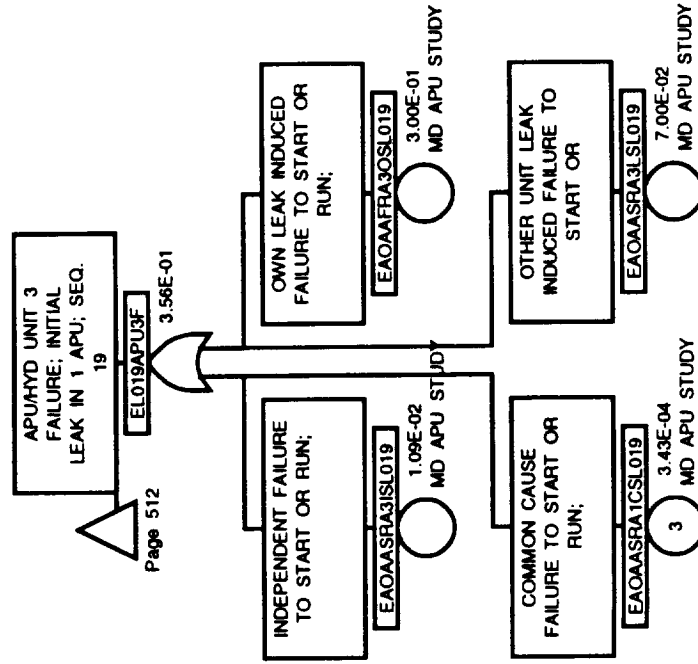 APU/HYD UNIT 3
FAILURE; INITIAL
LEAK IN 1 APU; SEQ.
19
EL019APU3F
3.56E-01
Page 512
INDEPENDENT FAILURE
TO START OR RUN;
EAOAASRA3ISL019
1.09E-02
MD APU STUDY
OWN LEAK INDUCED
FAILURE TO START OR
RUN;
EAOAAFRA3OSL019
3.00E-01
MD APU STUDY
COMMON CAUSE
FAILURE TO START OR
RUN;
EAOAASRA1CSL019
3
3.43E-04
MD APU STUDY
OTHER UNIT LEAK
INDUCED FAILURE TO
START OR
EAOAASRA3LSL019
7.00E-02
MD APU STUDY